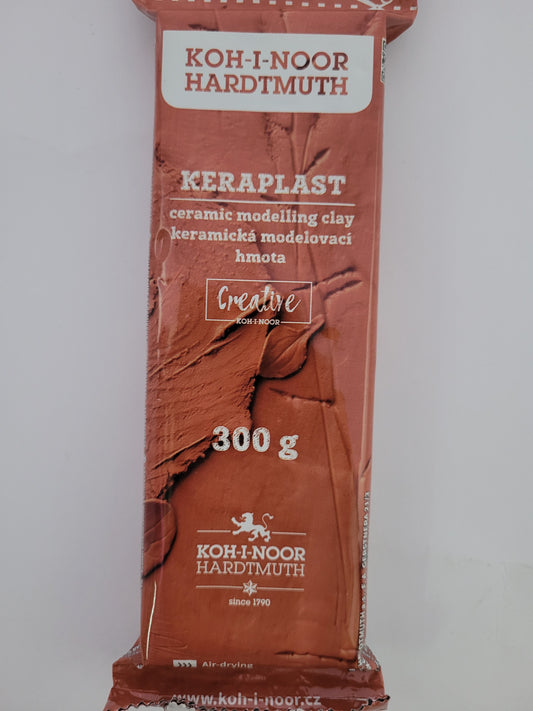 KOH-I-NOOR
HARDTMUTH
KERAPLAST
ceramic modelling clay
keramická modelovací
hmota
Creative
KOH-I-NOOR
300 g
KOH-I-NOOR
HARDTMUTH
since 1790
Air-drying
www.koh-i-noor.cz